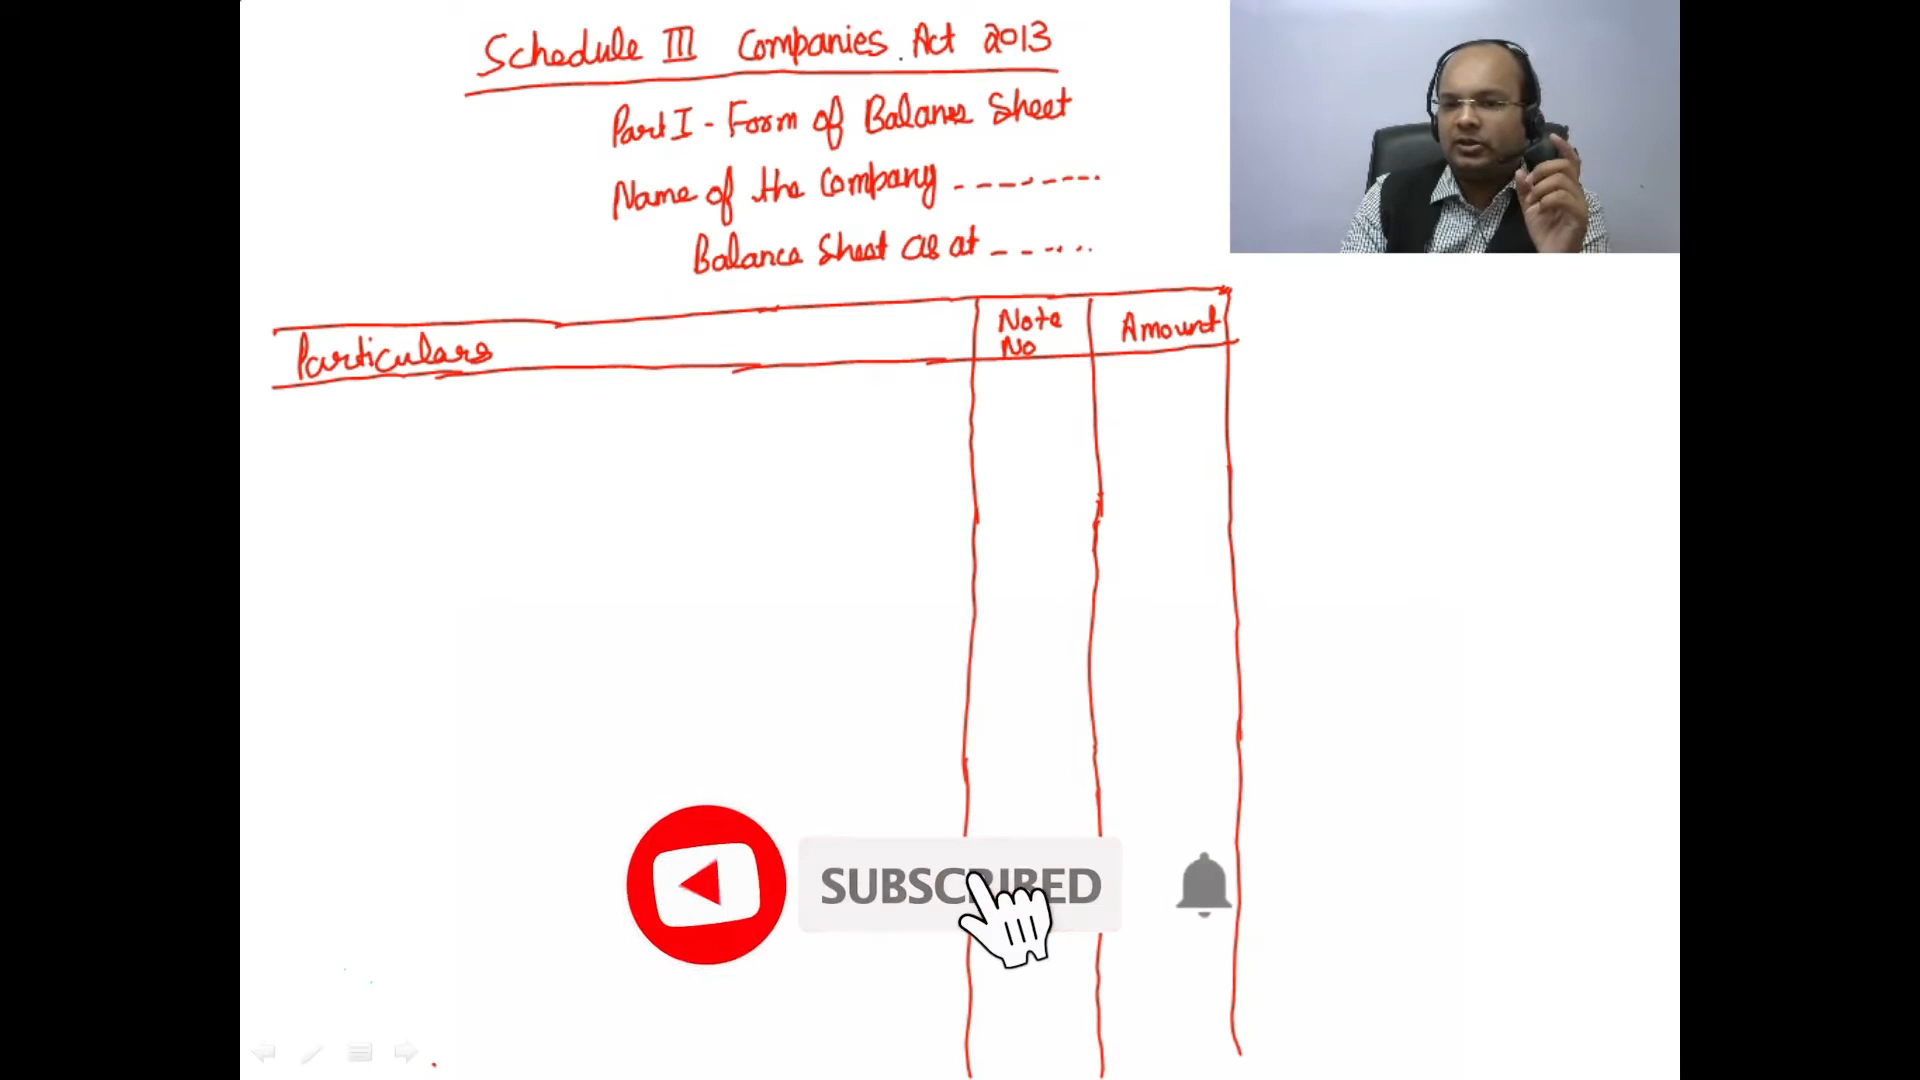 Schedule III Companies Act 2013
Part I - Form of Balance Sheet
Name of the Company ---------
Balance Sheet as at ------
Particulars
Note
No
Amount
SUBSCRIBED